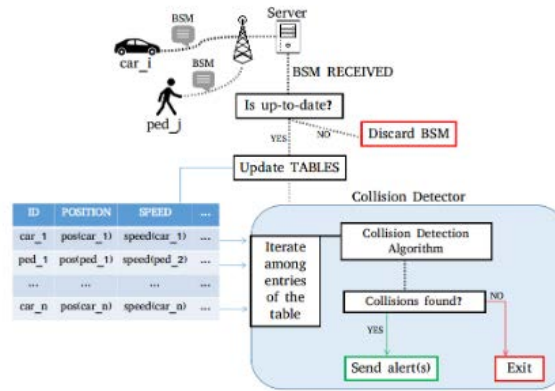 Server
BSM
car_i
BSM
ped_j
BSM RECEIVED
Is up-to-date?
YES
NO
Discard BSM
Update TABLES
Collision Detector
ID POSITION SPEED ...
car_1 pos(car_1) speed(car_1) ...
ped_1 pos(ped_1) speed(ped_2) ...
... ... ... ...
car_n pos(car_n) speed(car_n) ...
Iterate
among
entries
of the
table
Collision Detection
Algorithm
Collisions found?
YES
NO
Send alert(s)
Exit